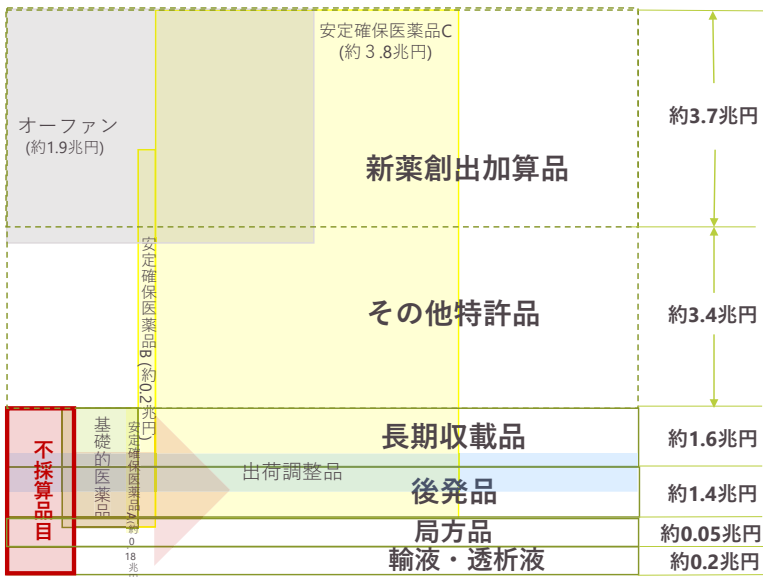 安定確保医薬品C
(約３.8兆円)
オーファン
(約1.9兆円)
約3.7兆円
新薬創出加算品
安定確保医薬品B (約0.2兆円)
その他特許品
約3.4兆円
不採算品目
基礎的医薬品
安定確保医薬品A(約0.18兆円
長期収載品
約1.6兆円
出荷調整品
後発品
約1.4兆円
局方品
約0.05兆円
輸液・透析液
約0.2兆円